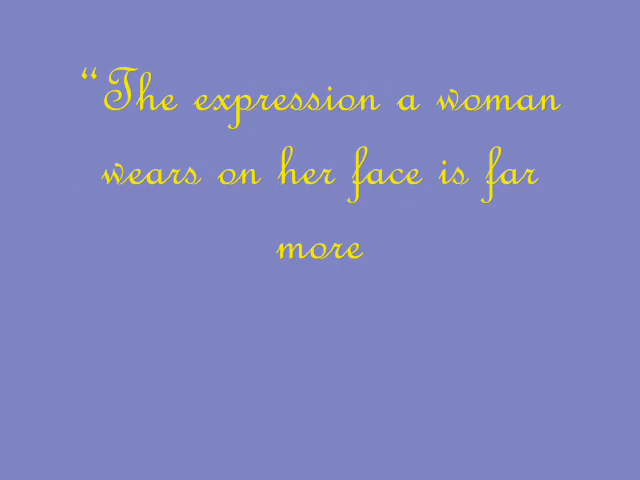 “The expression a woman
wears on her face is far
more